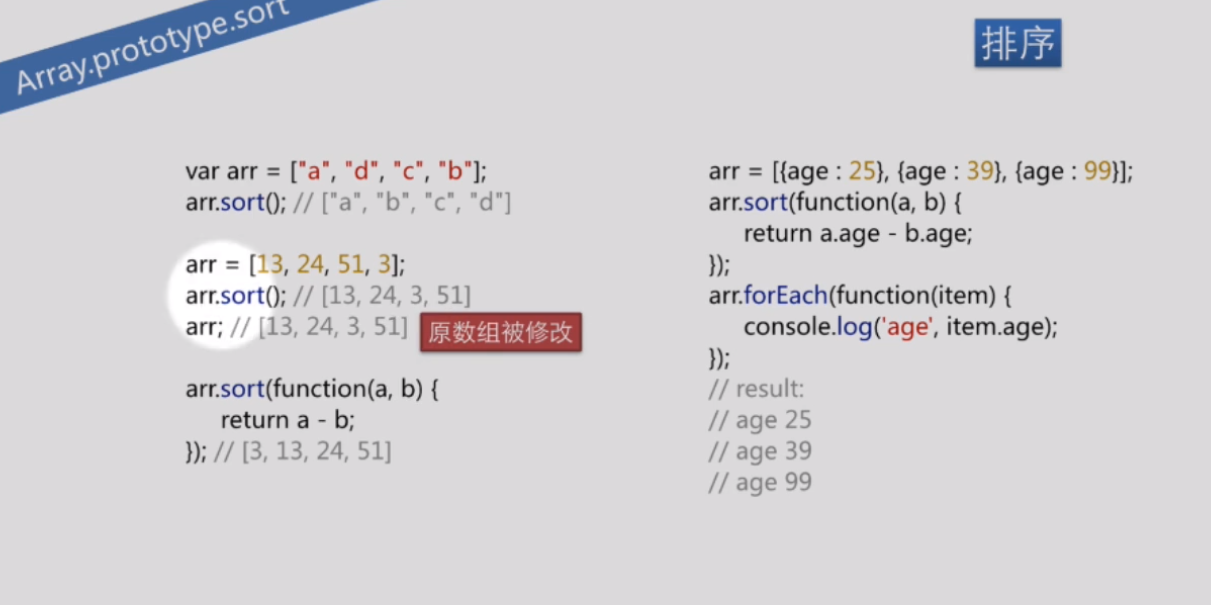 Array.prototype.sort
排序
var arr = ["a", "d", "c", "b"];
arr.sort(); // ["a", "b", "c", "d"]
arr = [13, 24, 51, 3];
arr.sort(); // [13, 24, 3, 51]
arr; // [13, 24, 3, 51]
原数组被修改
arr.sort(function(a, b) {
return a - b;
}); // [3, 13, 24, 51]
arr = [{age : 25}, {age : 39}, {age : 99}];
arr.sort(function(a, b) {
return a.age - b.age;
});
arr.forEach(function(item) {
console.log('age', item.age);
});
// result:
// age 25
// age 39
// age 99